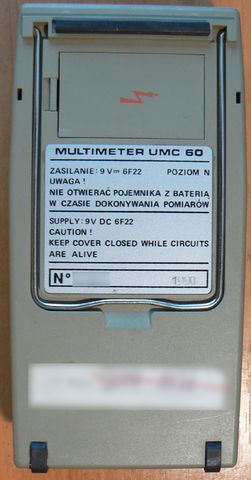 MULTIMETER UMC 60
ZASILANIE: 9 V⎓ 6F22 POZIOM N
UWAGA !
NIE OTWIERAĆ POJEMNIKA Z BATERIĄ
W CZASIE DOKONYWANIA POMIARÓW
SUPPLY: 9V DC 6F22
CAUTION !
KEEP COVER CLOSED WHILE CIRCUITS
ARE ALIVE
N°